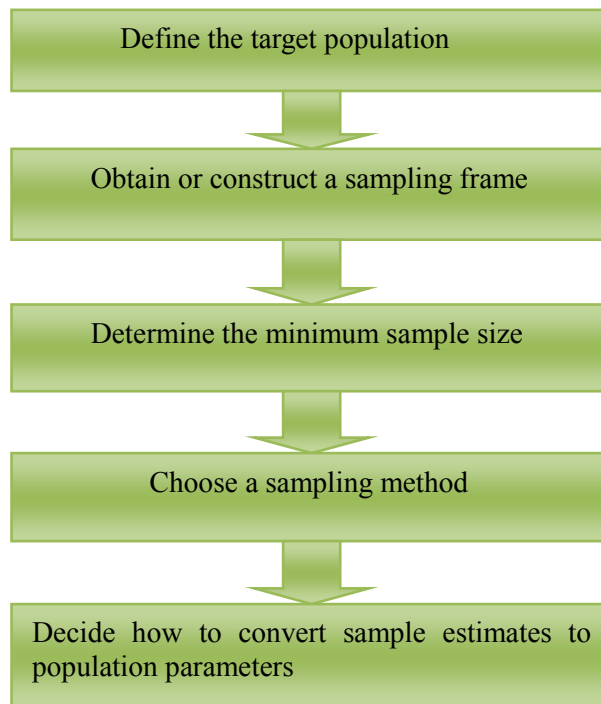 Define the target population
Obtain or construct a sampling frame
Determine the minimum sample size
Choose a sampling method
Decide how to convert sample estimates to
population parameters